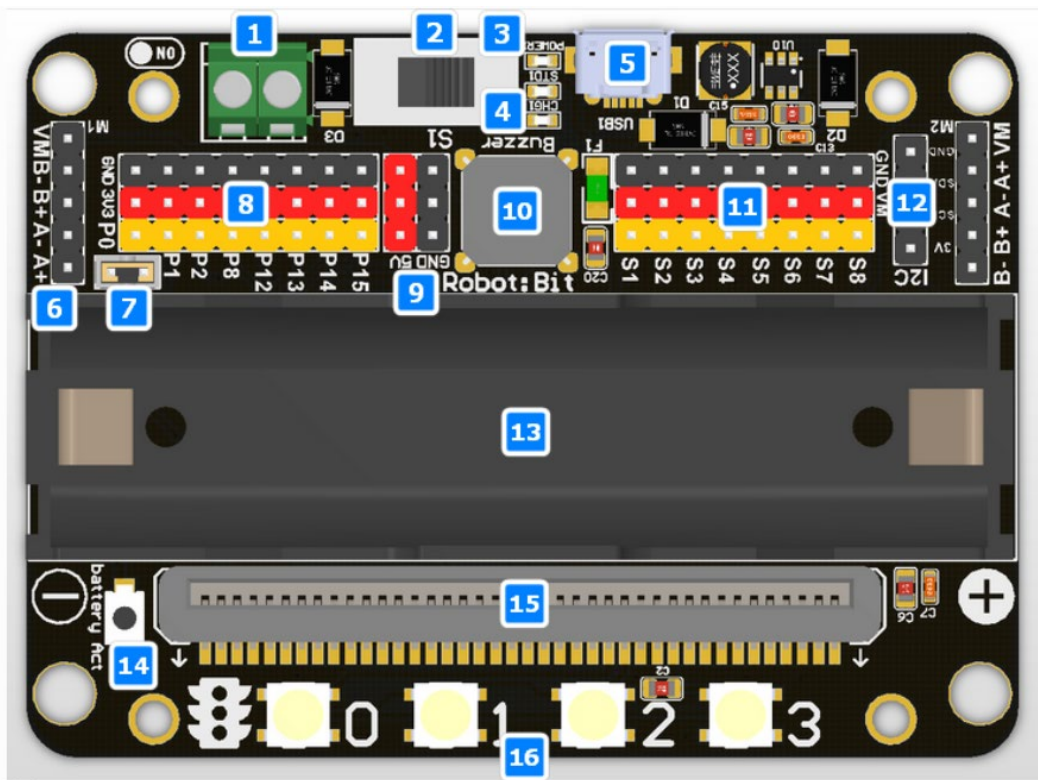 1
2
3
4
5
ON
POWER
STO1
CHG1
D3
S1
Buzzer
USB1
D1
C15
U10
D2
C13
F1
M1
VM B- B+ A- A+
GND 3V3 P0
8
P1 P2 P8 P12 P13 P14 P15
6
7
GND 5V
9
10
Robot:Bit
C20
11
GND VM
S1 S2 S3 S4 S5 S6 S7 S8
12
GND
3V
I2C
M2
B- B+ A- A+ VM
13
battery Act
14
15
C6
C7
C2
0
1
2
3
16